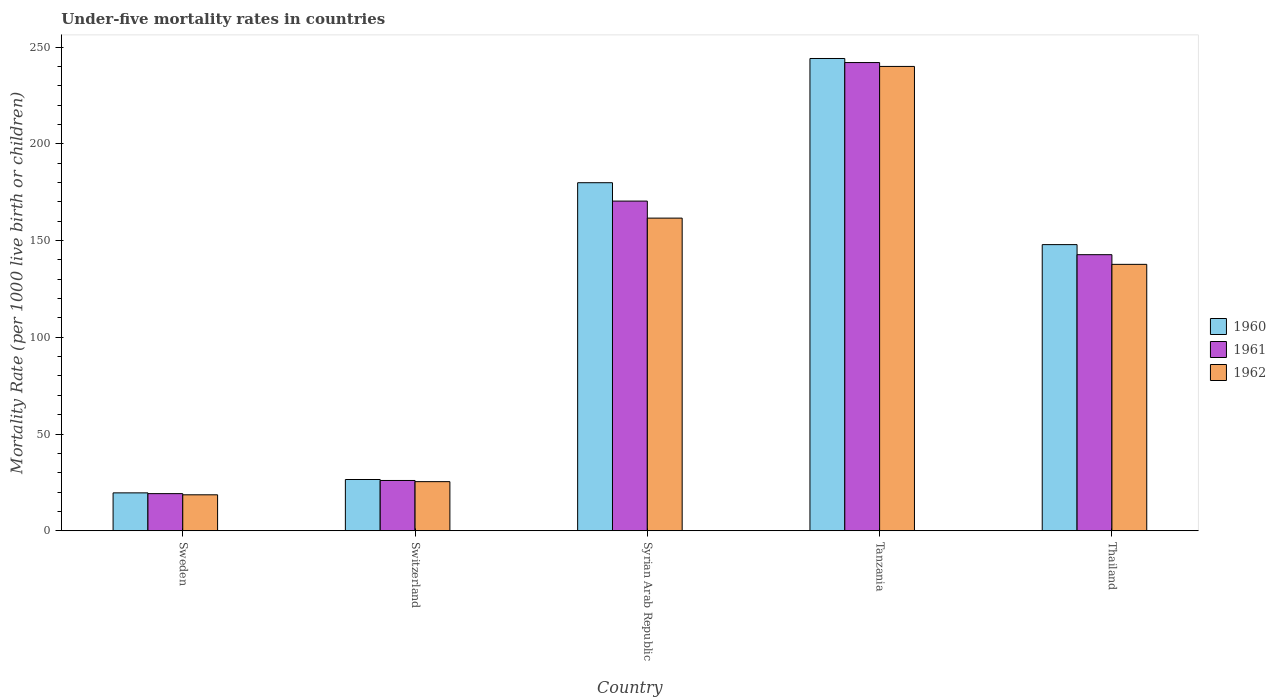 Under-five mortality rates in countries
Mortality Rate (per 1000 live birth or children)
250
200
150
100
50
0
Sweden
Switzerland
Syrian Arab Republic
Tanzania
Thailand
Country
1960
1961
1962